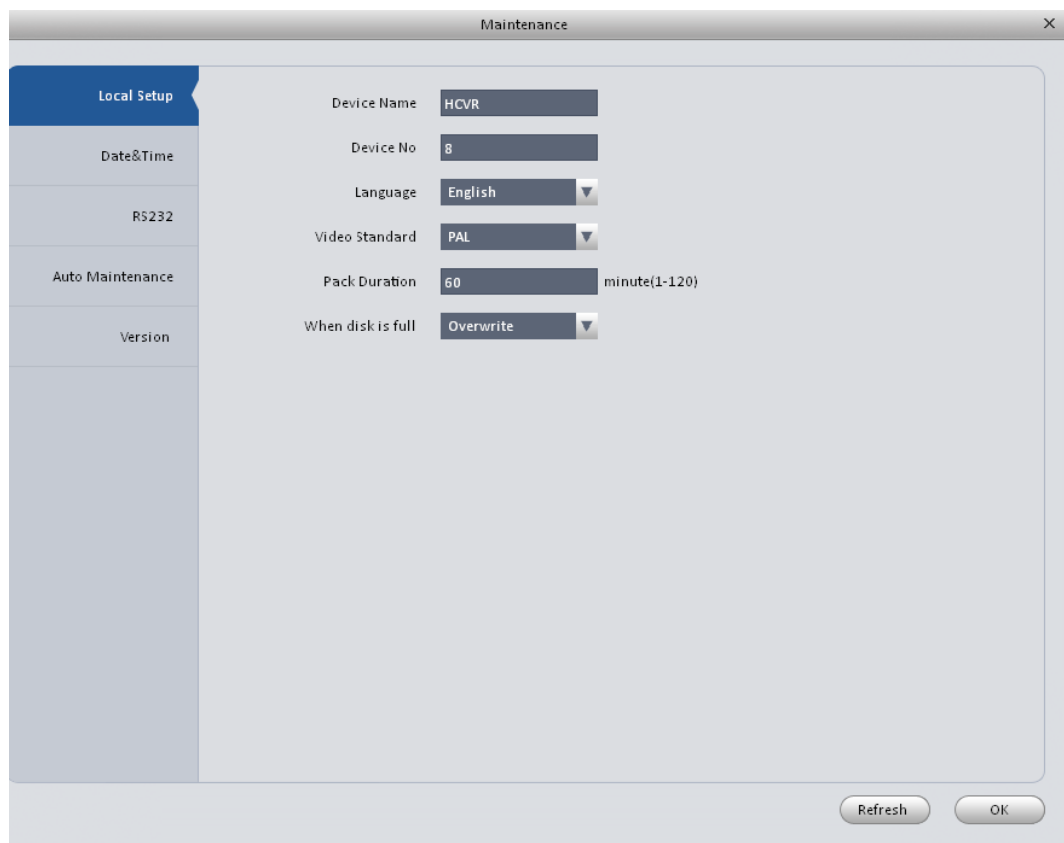 Maintenance
Local Setup
Date&Time
RS232
Auto Maintenance
Version
Device Name HCVR
Device No 8
Language English
Video Standard PAL
Pack Duration 60 minute(1-120)
When disk is full Overwrite
Refresh OK